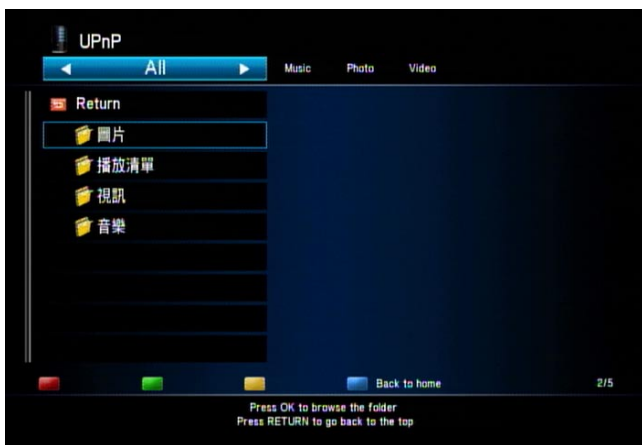 UPnP
All Music Photo Video
Return
圖片
播放清單
視訊
音樂
Back to home 2/5
Press OK to browse the folder
Press RETURN to go back to the top